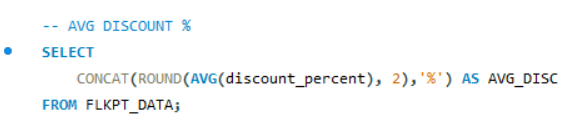 -- AVG DISCOUNT %
SELECT
CONCAT(ROUND(AVG(discount_percent), 2),'%') AS AVG_DISC
FROM FLKPT_DATA;